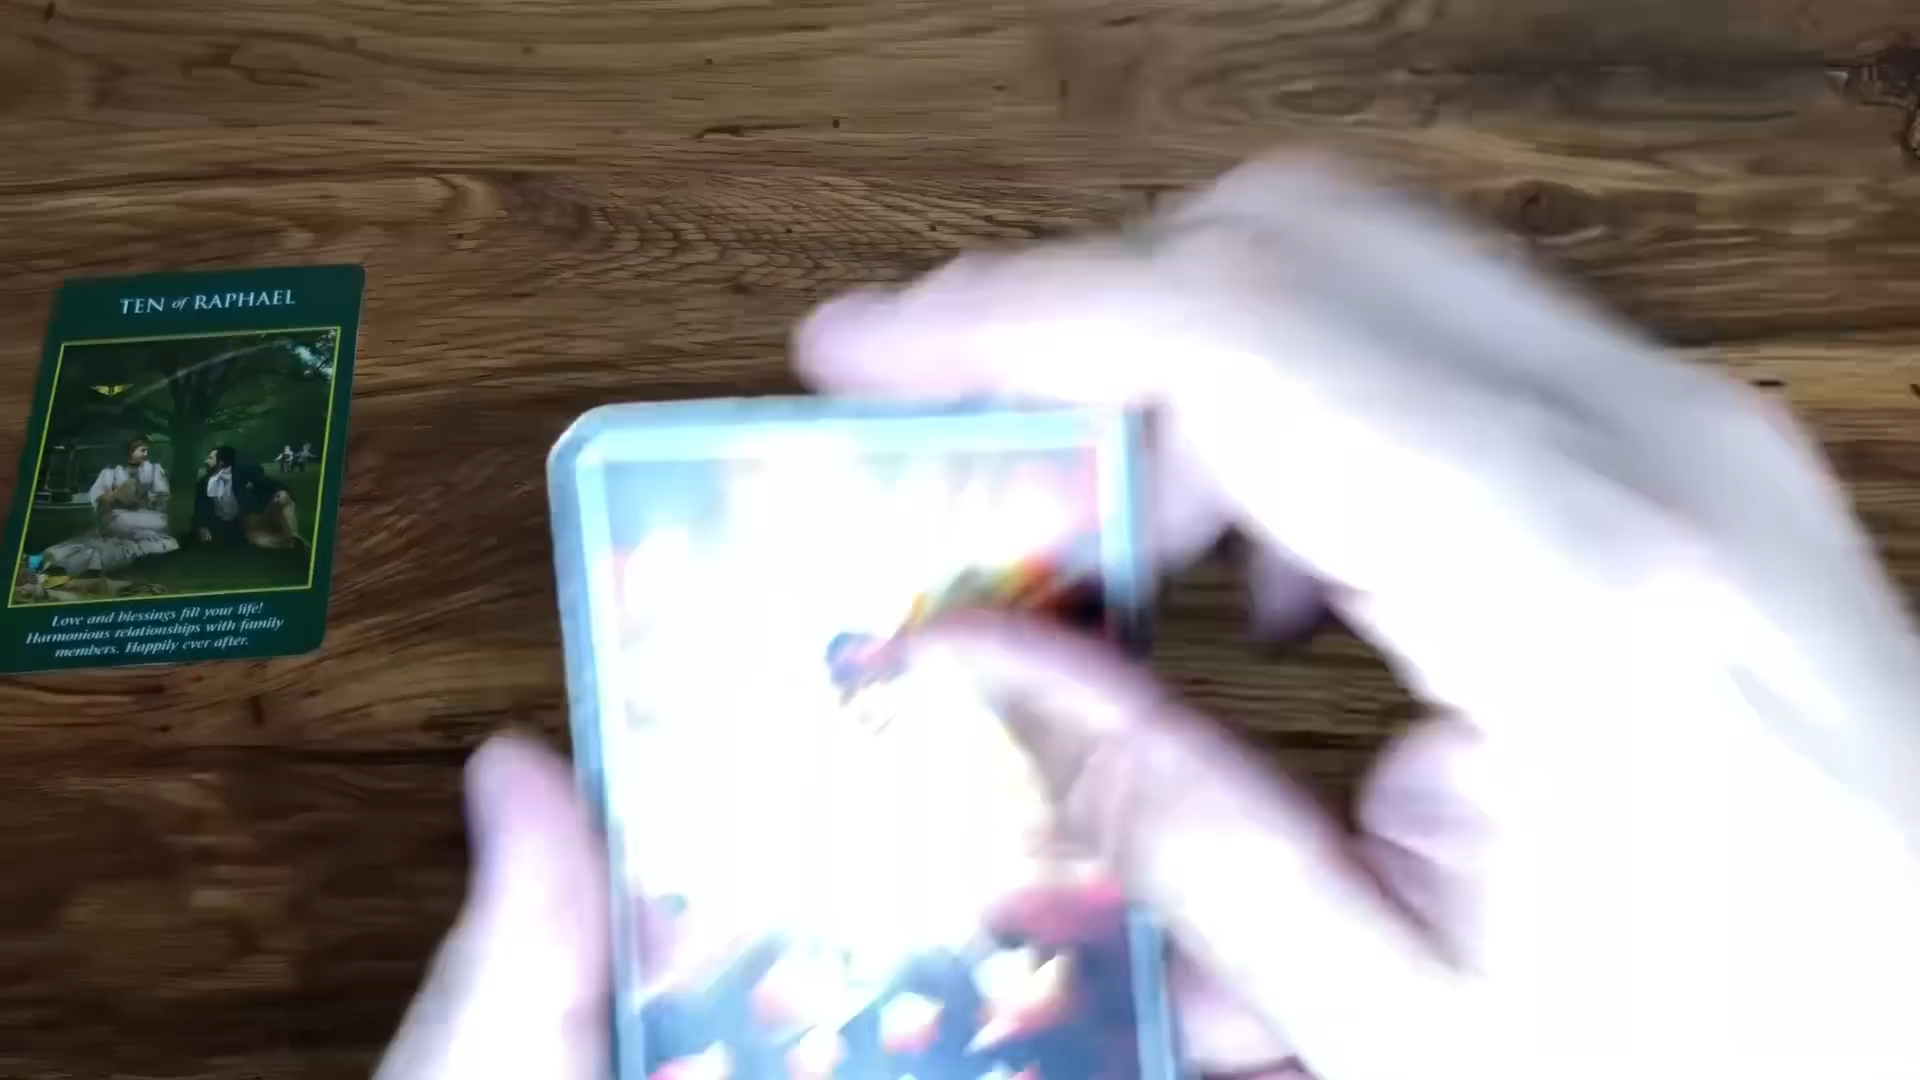 TEN of RAPHAEL
Love and blessings fill your life!
Harmonious relationships with family
members. Happily ever after.